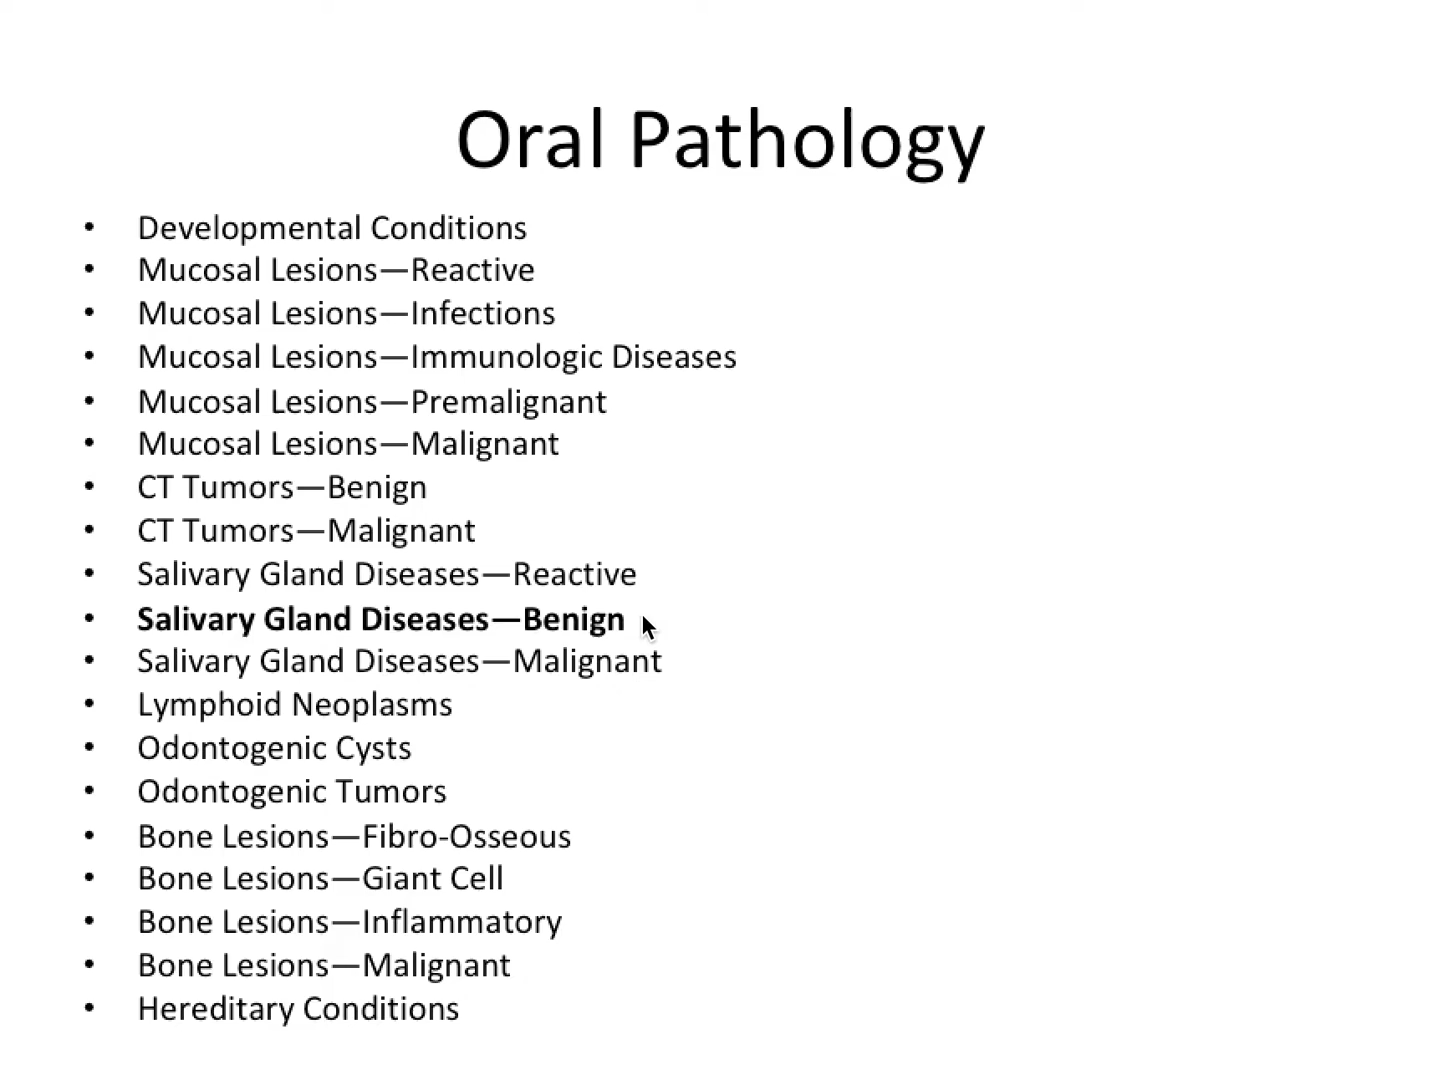 Oral Pathology
• Developmental Conditions
• Mucosal Lesions—Reactive
• Mucosal Lesions—Infections
• Mucosal Lesions—Immunologic Diseases
• Mucosal Lesions—Premalignant
• Mucosal Lesions—Malignant
• CT Tumors—Benign
• CT Tumors—Malignant
• Salivary Gland Diseases—Reactive
• Salivary Gland Diseases—Benign
• Salivary Gland Diseases—Malignant
• Lymphoid Neoplasms
• Odontogenic Cysts
• Odontogenic Tumors
• Bone Lesions—Fibro-Osseous
• Bone Lesions—Giant Cell
• Bone Lesions—Inflammatory
• Bone Lesions—Malignant
• Hereditary Conditions